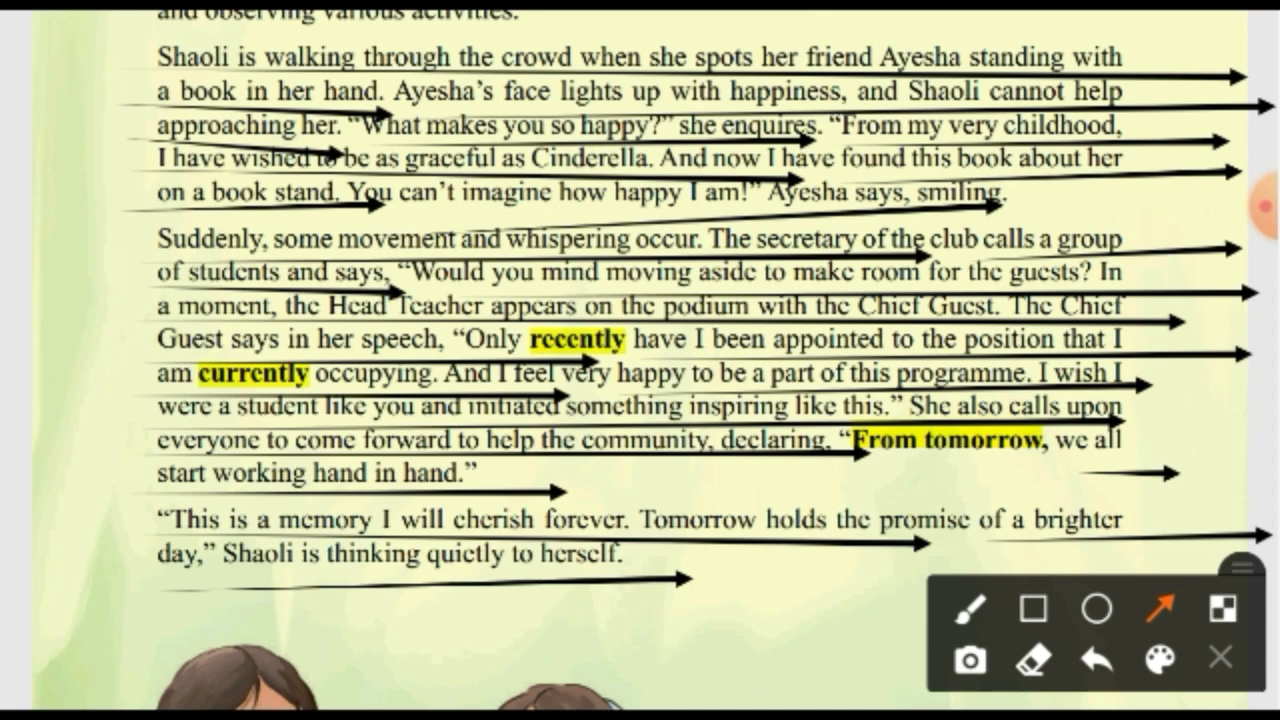 and observing various activities.
Shaoli is walking through the crowd when she spots her friend Ayesha standing with
a book in her hand. Ayesha's face lights up with happiness, and Shaoli cannot help
approaching her. “What makes you so happy?” she enquires. “From my very childhood,
I have wished to be as graceful as Cinderella. And now I have found this book about her
on a book stand. You can't imagine how happy I am!” Ayesha says, smiling.
Suddenly, some movement and whispering occur. The secretary of the club calls a group
of students and says, “Would you mind moving aside to make room for the guests? In
a moment, the Head Teacher appears on the podium with the Chief Guest. The Chief
Guest says in her speech, “Only recently have I been appointed to the position that I
am currently occupying. And I feel very happy to be a part of this programme. I wish I
were a student like you and initiated something inspiring like this.” She also calls upon
everyone to come forward to help the community, declaring, “From tomorrow, we all
start working hand in hand.”
“This is a memory I will cherish forever. Tomorrow holds the promise of a brighter
day,” Shaoli is thinking quietly to herself.